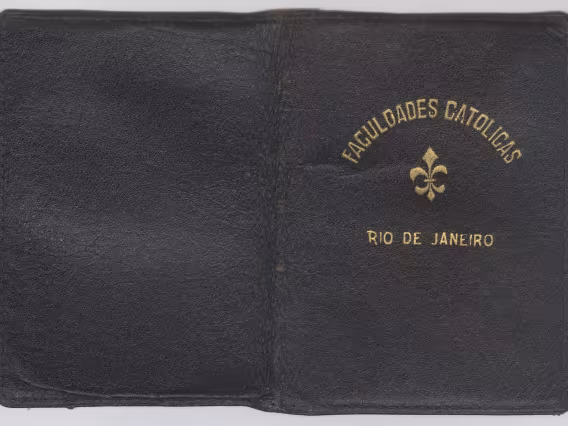 FACULDADES CATOLICAS
RIO DE JANEIRO